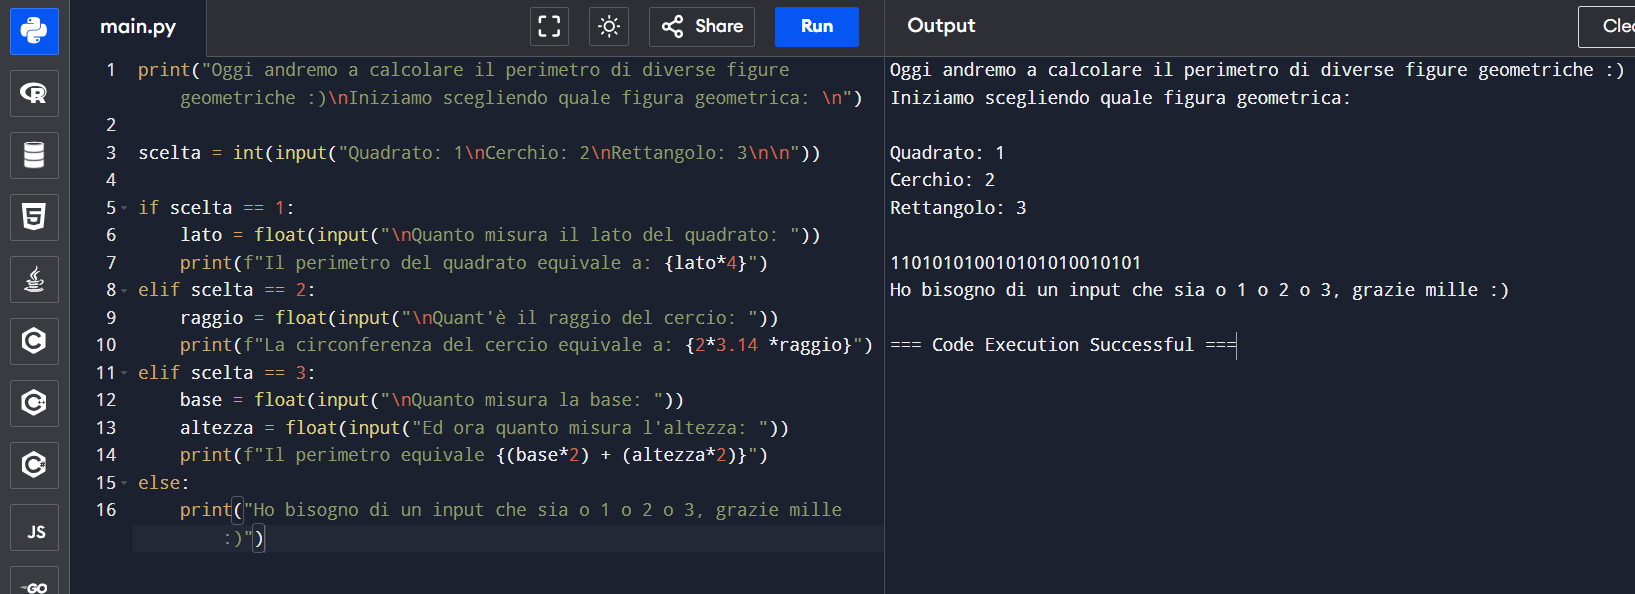 main.py
Share
Run
Output
Clea
1 print("Oggi andremo a calcolare il perimetro di diverse figure
geometriche :)\nIniziamo scegliendo quale figura geometrica: \n")
2
3 scelta = int(input("Quadrato: 1\nCerchio: 2\nRettangolo: 3\n\n"))
4
5 if scelta == 1:
6 lato = float(input("\nQuanto misura il lato del quadrato: "))
7 print(f"Il perimetro del quadrato equivale a: {lato*4}")
8 elif scelta == 2:
9 raggio = float(input("\nQuant'è il raggio del cercio: "))
10 print(f"La circonferenza del cercio equivale a: {2*3.14 *raggio}")
11 elif scelta == 3:
12 base = float(input("\nQuanto misura la base: "))
13 altezza = float(input("Ed ora quanto misura l'altezza: "))
14 print(f"Il perimetro equivale {(base*2) + (altezza*2)}")
15 else:
16 print("Ho bisogno di un input che sia o 1 o 2 o 3, grazie mille
:)")
Oggi andremo a calcolare il perimetro di diverse figure geometriche :)
Iniziamo scegliendo quale figura geometrica:
Quadrato: 1
Cerchio: 2
Rettangolo: 3
110101010010101010010101
Ho bisogno di un input che sia o 1 o 2 o 3, grazie mille :)
=== Code Execution Successful ===
R
5
C
C
C
JS
GO